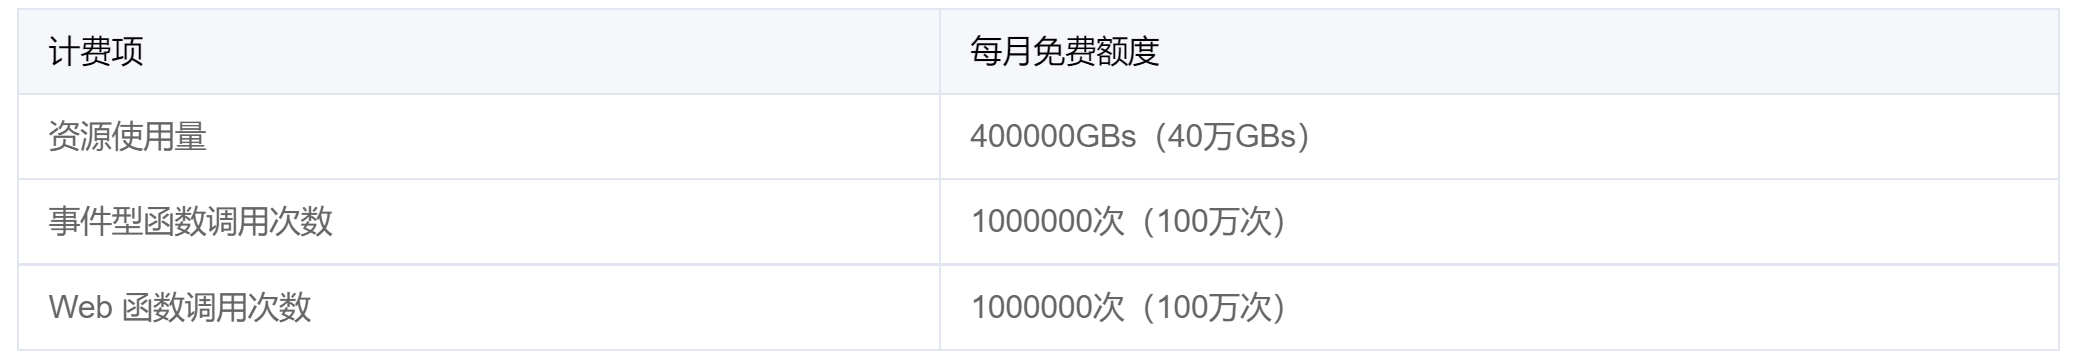 计费项 每月免费额度
资源使用量 400000GBs（40万GBs）
事件型函数调用次数 1000000次（100万次）
Web 函数调用次数 1000000次（100万次）